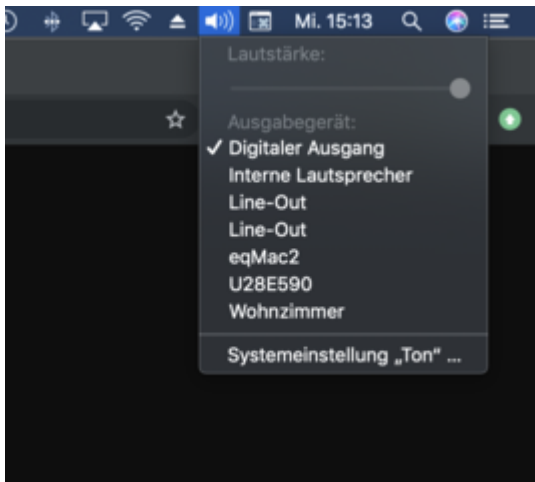 Mi. 15:13
Lautstärke:
Ausgabegerät:
Digitaler Ausgang
Interne Lautsprecher
Line-Out
Line-Out
eqMac2
U28E590
Wohnzimmer
Systemeinstellung „Ton“ ...